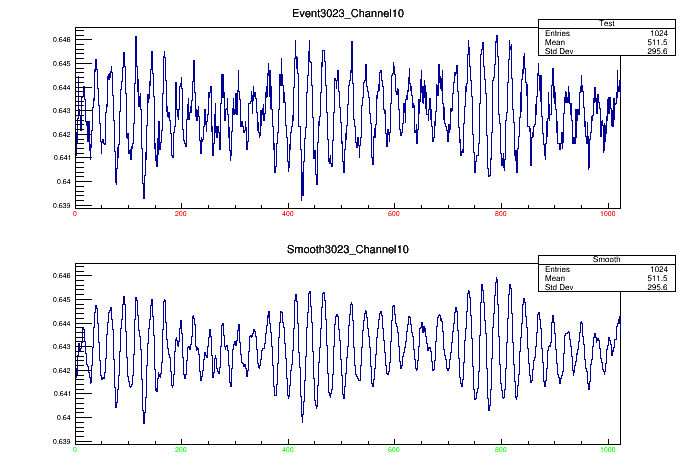 Event3023_Channel10
Test
Entries 1024
Mean 511.5
Std Dev 295.6
0.646
0.645
0.644
0.643
0.642
0.641
0.64
0.639
0 200 400 600 800 1000
Smooth3023_Channel10
Smooth
Entries 1024
Mean 511.5
Std Dev 295.6
0.646
0.645
0.644
0.643
0.642
0.641
0.64
0.639
0 200 400 600 800 1000